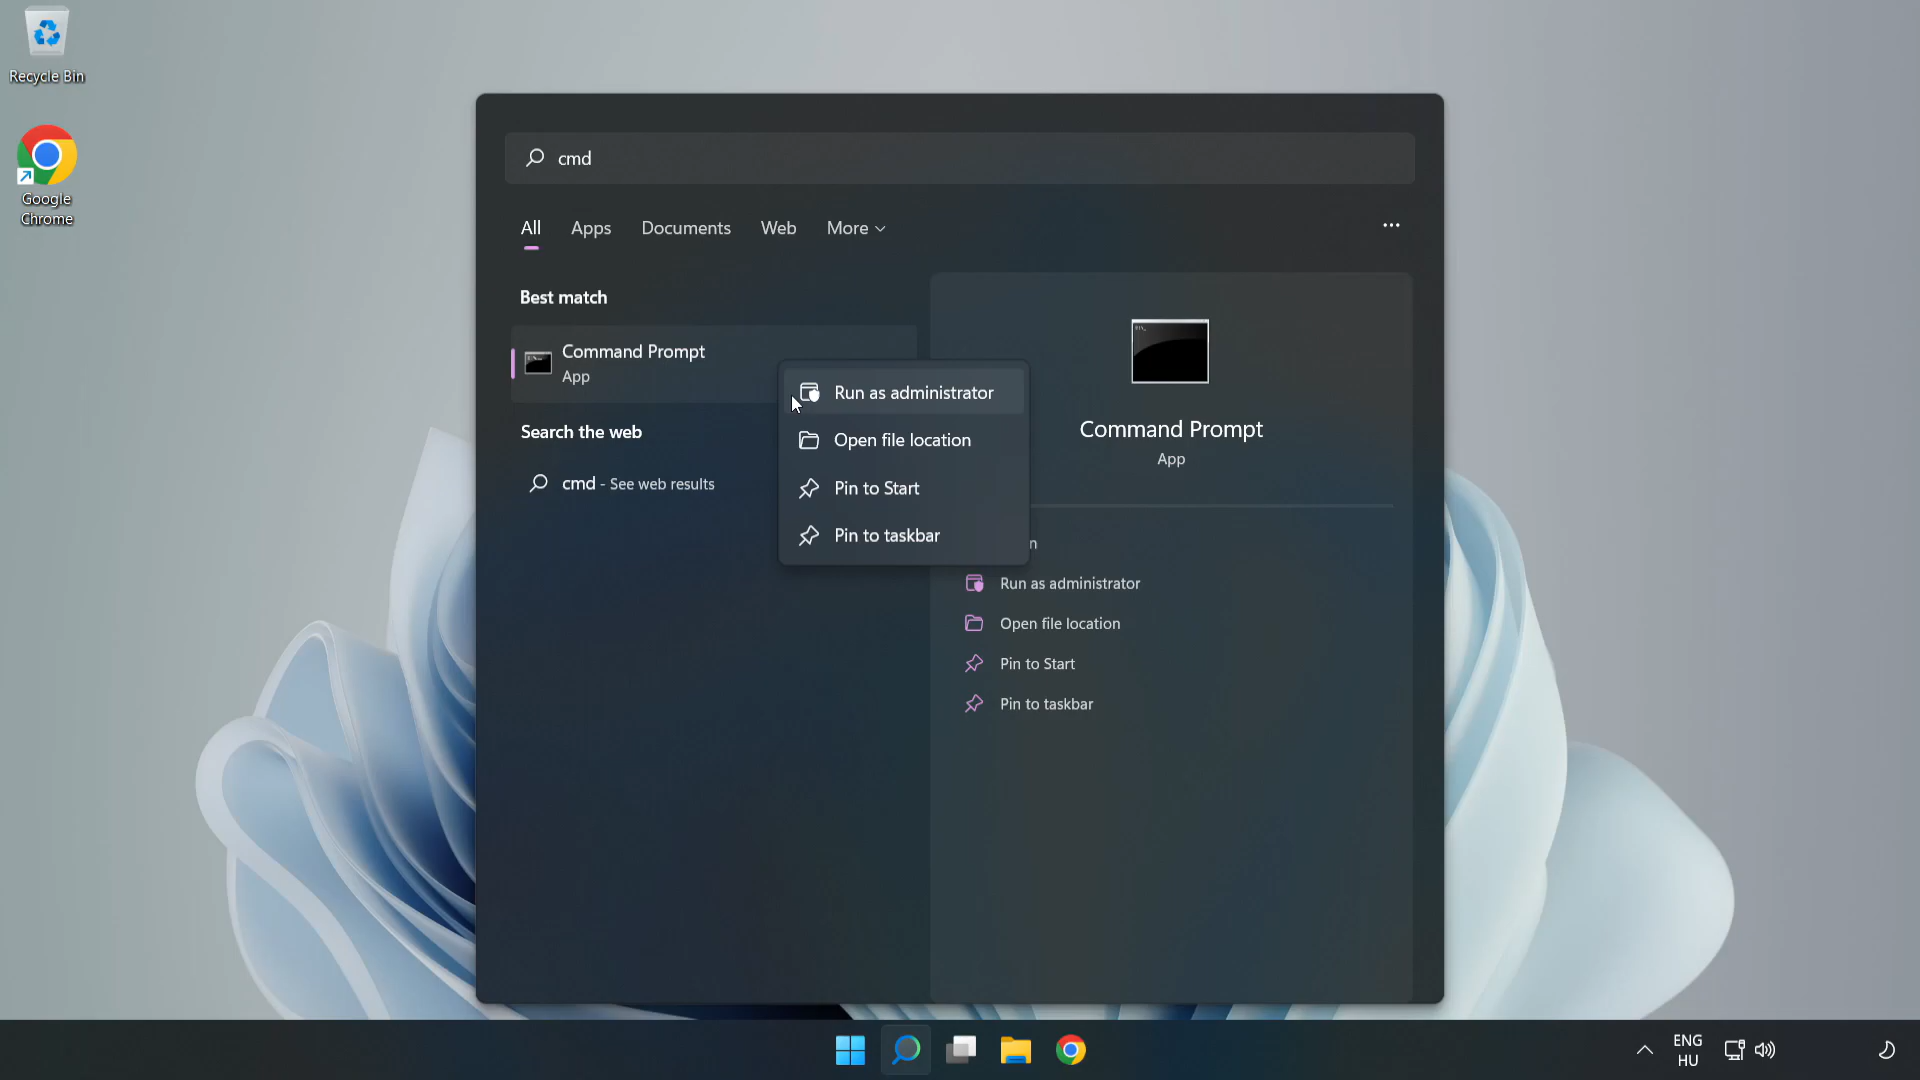 Recycle Bin
Google
Chrome
cmd
All Apps Documents Web More
Best match
Command Prompt
App
Search the web
cmd - See web results
Run as administrator
Open file location
Pin to Start
Pin to taskbar
Command Prompt
App
n
Run as administrator
Open file location
Pin to Start
Pin to taskbar
ENG
HU